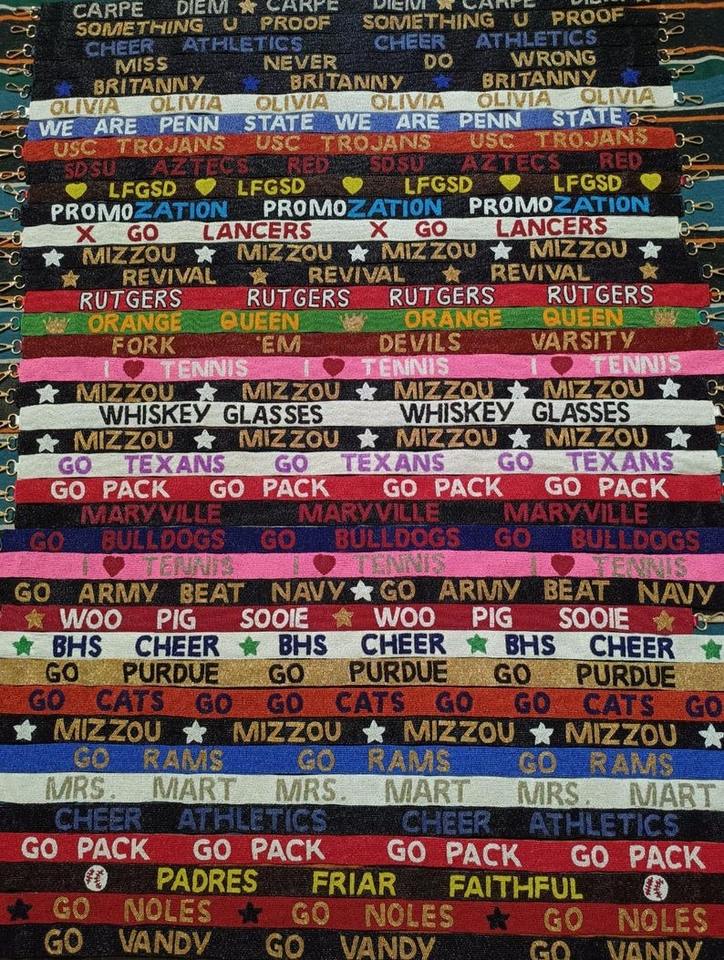 CARPE DIEM CARPE DIEM CARPE DIEM
SOMETHING U PROOF SOMETHING U PROOF
CHEER ATHLETICS CHEER ATHLETICS
MISS NEVER DO WRONG
BRITANNY BRITANNY BRITANNY
OLIVIA OLIVIA OLIVIA OLIVIA OLIVIA
WE ARE PENN STATE WE ARE PENN STATE
USC TROJANS USC TROJANS USC TROJANS
SDSU AZTECS RED SDSU AZTECS RED
LFGSD LFGSD LFGSD LFGSD
PROMOZATION PROMOZATION PROMOZATION
X GO LANCERS X GO LANCERS
MIZZOU MIZZOU MIZZOU MIZZOU
REVIVAL REVIVAL REVIVAL
RUTGERS RUTGERS RUTGERS RUTGERS
ORANGE QUEEN ORANGE QUEEN
FORK 'EM DEVILS VARSITY
I TENNIS I TENNIS I TENNIS
MIZZOU MIZZOU MIZZOU MIZZOU
WHISKEY GLASSES WHISKEY GLASSES
MIZZOU MIZZOU MIZZOU MIZZOU
GO TEXANS GO TEXANS GO TEXANS
GO PACK GO PACK GO PACK GO PACK
MARYVILLE MARYVILLE MARYVILLE
GO BULLDOGS GO BULLDOGS GO BULLDOGS
I TENNIS I TENNIS I TENNIS
GO ARMY BEAT NAVY GO ARMY BEAT NAVY
WOO PIG SOOIE WOO PIG SOOIE
BHS CHEER BHS CHEER BHS CHEER
GO PURDUE GO PURDUE GO PURDUE
GO CATS GO GO CATS GO GO CATS GO
MIZZOU MIZZOU MIZZOU MIZZOU
GO RAMS GO RAMS GO RAMS
MRS. MART MRS. MART MRS. MART
CHEER ATHLETICS CHEER ATHLETICS
GO PACK GO PACK GO PACK GO PACK
PADRES FRIAR FAITHFUL
GO NOLES GO NOLES GO NOLES
GO VANDY GO VANDY GO VANDY